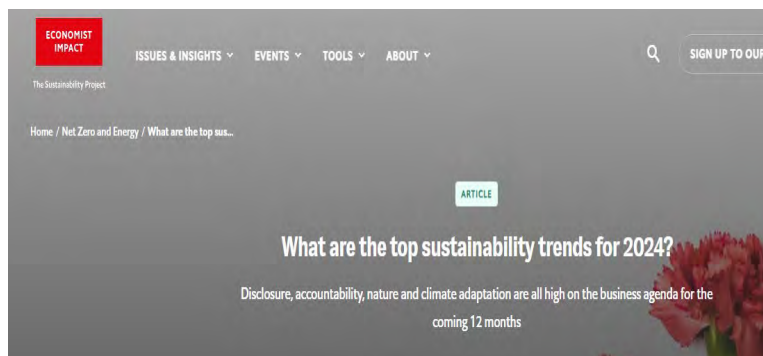 ECONOMIST
IMPACT
ISSUES & INSIGHTS
EVENTS
TOOLS
ABOUT
SIGN UP TO OUR
The Sustainability Project
Home / Net Zero and Energy / What are the top sus...
ARTICLE
What are the top sustainability trends for 2024?
Disclosure, accountability, nature and climate adaptation are all high on the business agenda for the
coming 12 months